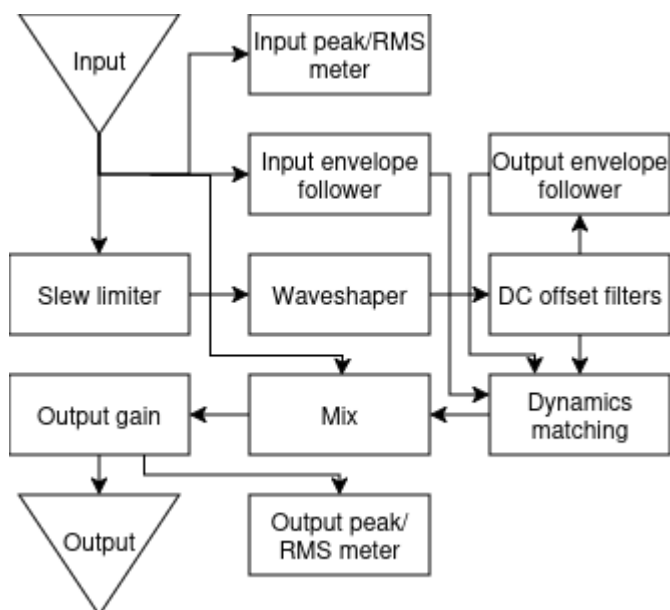 Input
Input peak/RMS
meter
Input envelope
follower
Output envelope
follower
Slew limiter
Waveshaper
DC offset filters
Output gain
Mix
Dynamics
matching
Output
Output peak/
RMS meter